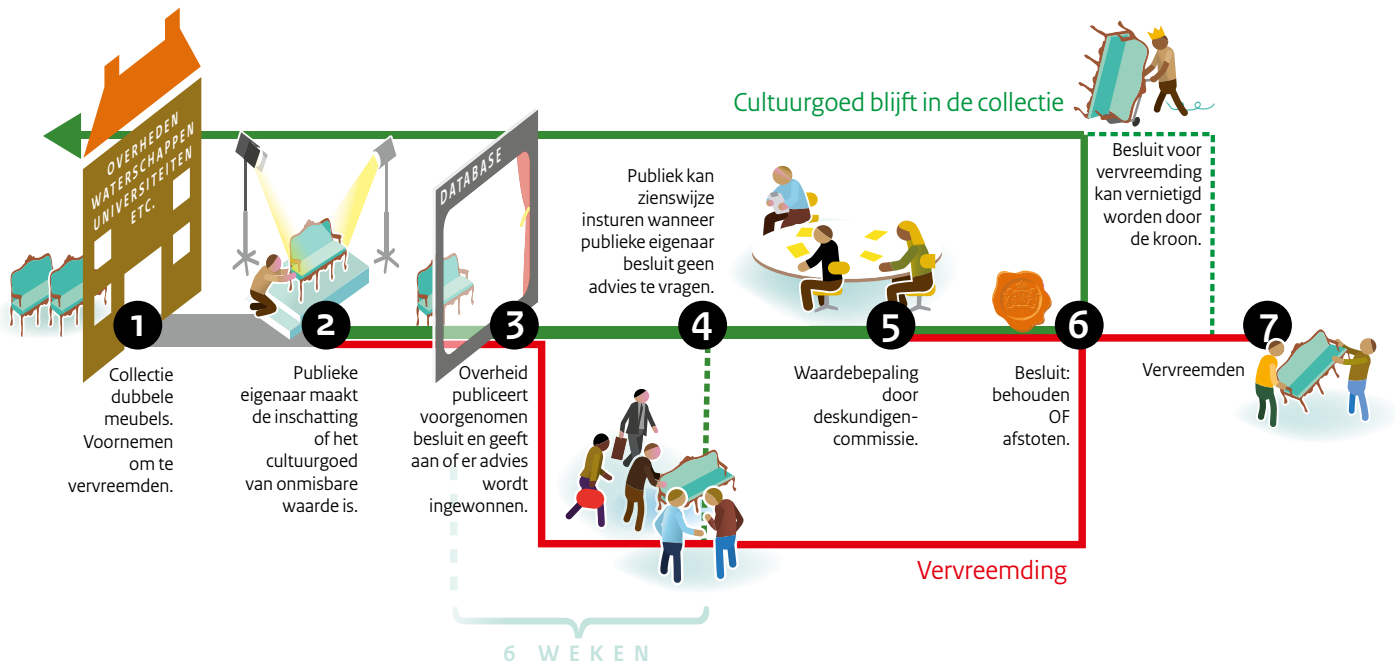 Cultuurgoed blijft in de collectie
OVERHEDEN
WATERSCHAPPEN
UNIVERSITEITEN
ETC.
DATABASE
Publiek kan
zienswijze
insturen wanneer
publieke eigenaar
besluit geen
advies te vragen.
Besluit voor
vervreemding
kan vernietigd
worden door
de kroon.
1
Collectie
dubbele
meubels.
Voornemen
om te
vervreemden.
2
Publieke
eigenaar maakt
de inschatting
of het
cultuurgoed
van onmisbare
waarde is.
3
Overheid
publiceert
voorgenomen
besluit en geeft
aan of er advies
wordt
ingewonnen.
4
5
Waardebepaling
door
deskundigen-
commissie.
6
Besluit:
behouden
OF
afstoten.
7
Vervreemden
Vervreemding
6 WEKEN